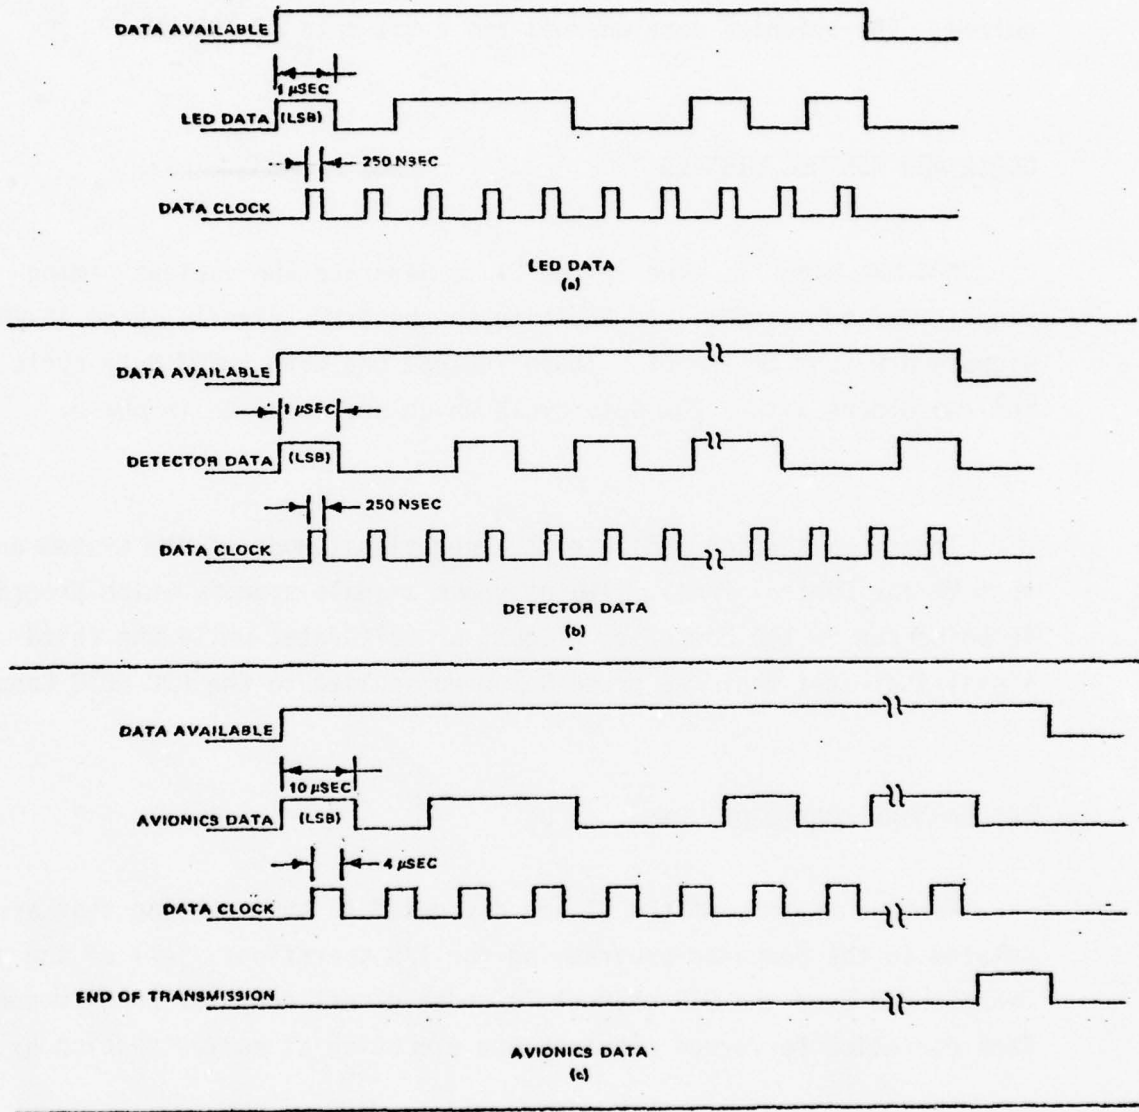 DATA AVAILABLE
1 μSEC
LED DATA
(LSB)
250 NSEC
DATA CLOCK
LED DATA
(a)
DATA AVAILABLE
1 μSEC
DETECTOR DATA
(LSB)
250 NSEC
DATA CLOCK
DETECTOR DATA
(b)
DATA AVAILABLE
10 μSEC
AVIONICS DATA
(LSB)
4 μSEC
DATA CLOCK
END OF TRANSMISSION
AVIONICS DATA
(c)